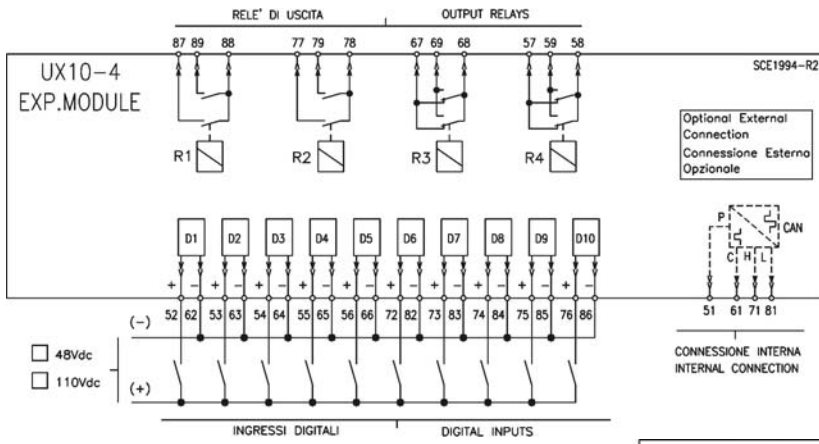 RELE' DI USCITA OUTPUT RELAYS
87 89 88 77 79 78 67 69 68 57 59 58
UX10-4
EXP.MODULE
SCE1994-R2
R1 R2 R3 R4
Optional External
Connection
Connessione Esterna
Opzionale
D1 D2 D3 D4 D5 D6 D7 D8 D9 D10
P CAN
C H L
+ − + − + − + − + − + − + − + − + − + −
52 62 53 63 54 64 55 65 56 66 72 82 73 83 74 84 75 85 76 86
51 61 71 81
(-)
48Vdc
110Vdc
(+)
CONNESSIONE INTERNA
INTERNAL CONNECTION
INGRESSI DIGITALI DIGITAL INPUTS